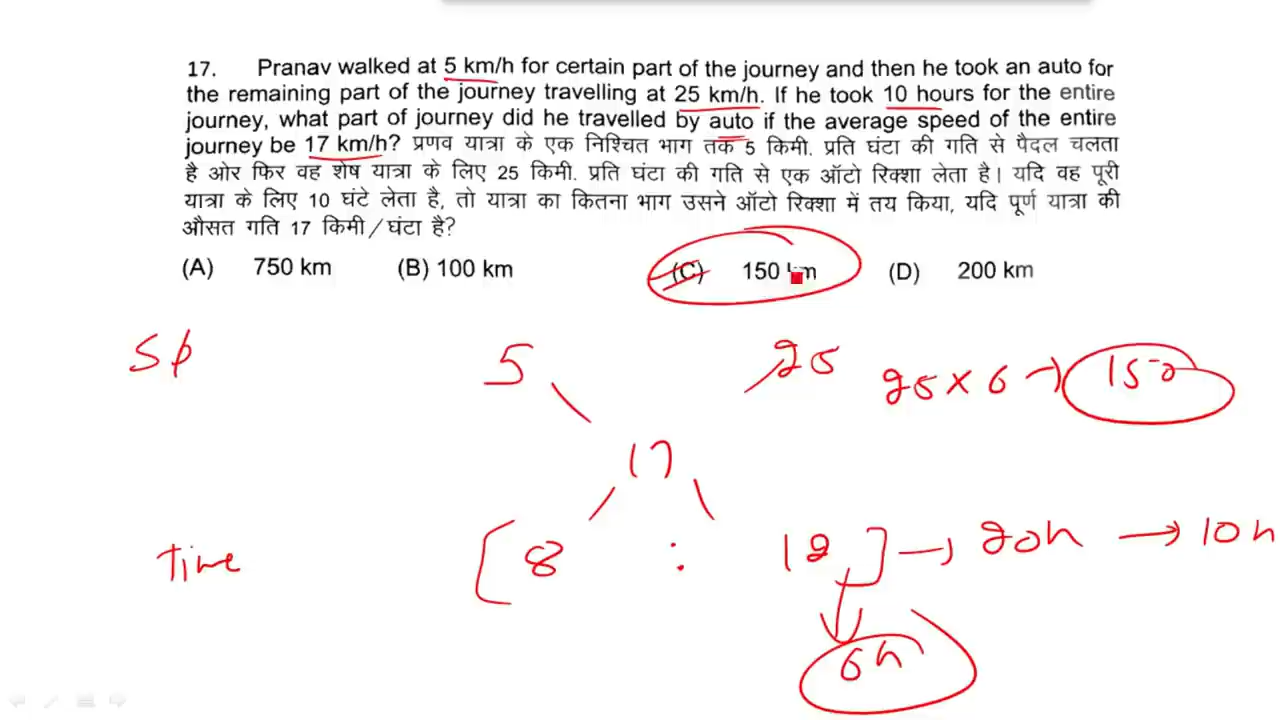 17. Pranav walked at 5 km/h for certain part of the journey and then he took an auto for
the remaining part of the journey travelling at 25 km/h. If he took 10 hours for the entire
journey, what part of journey did he travelled by auto if the average speed of the entire
journey be 17 km/h? प्रणव यात्रा के एक निश्चित भाग तक 5 किमी. प्रति घंटा की गति से पैदल चलता
है ओर फिर वह शेष यात्रा के लिए 25 किमी. प्रति घंटा की गति से एक ऑटो रिक्शा लेता है। यदि वह पूरी
यात्रा के लिए 10 घंटे लेता है, तो यात्रा का कितना भाग उसने ऑटो रिक्शा में तय किया, यदि पूर्ण यात्रा की
औसत गति 17 किमी/घंटा है?
(A) 750 km (B) 100 km (C) 150 km (D) 200 km
Sp 5 25 25 × 6 → 150
17
Time [ 8 : 12 ] → 20h → 10h
6h